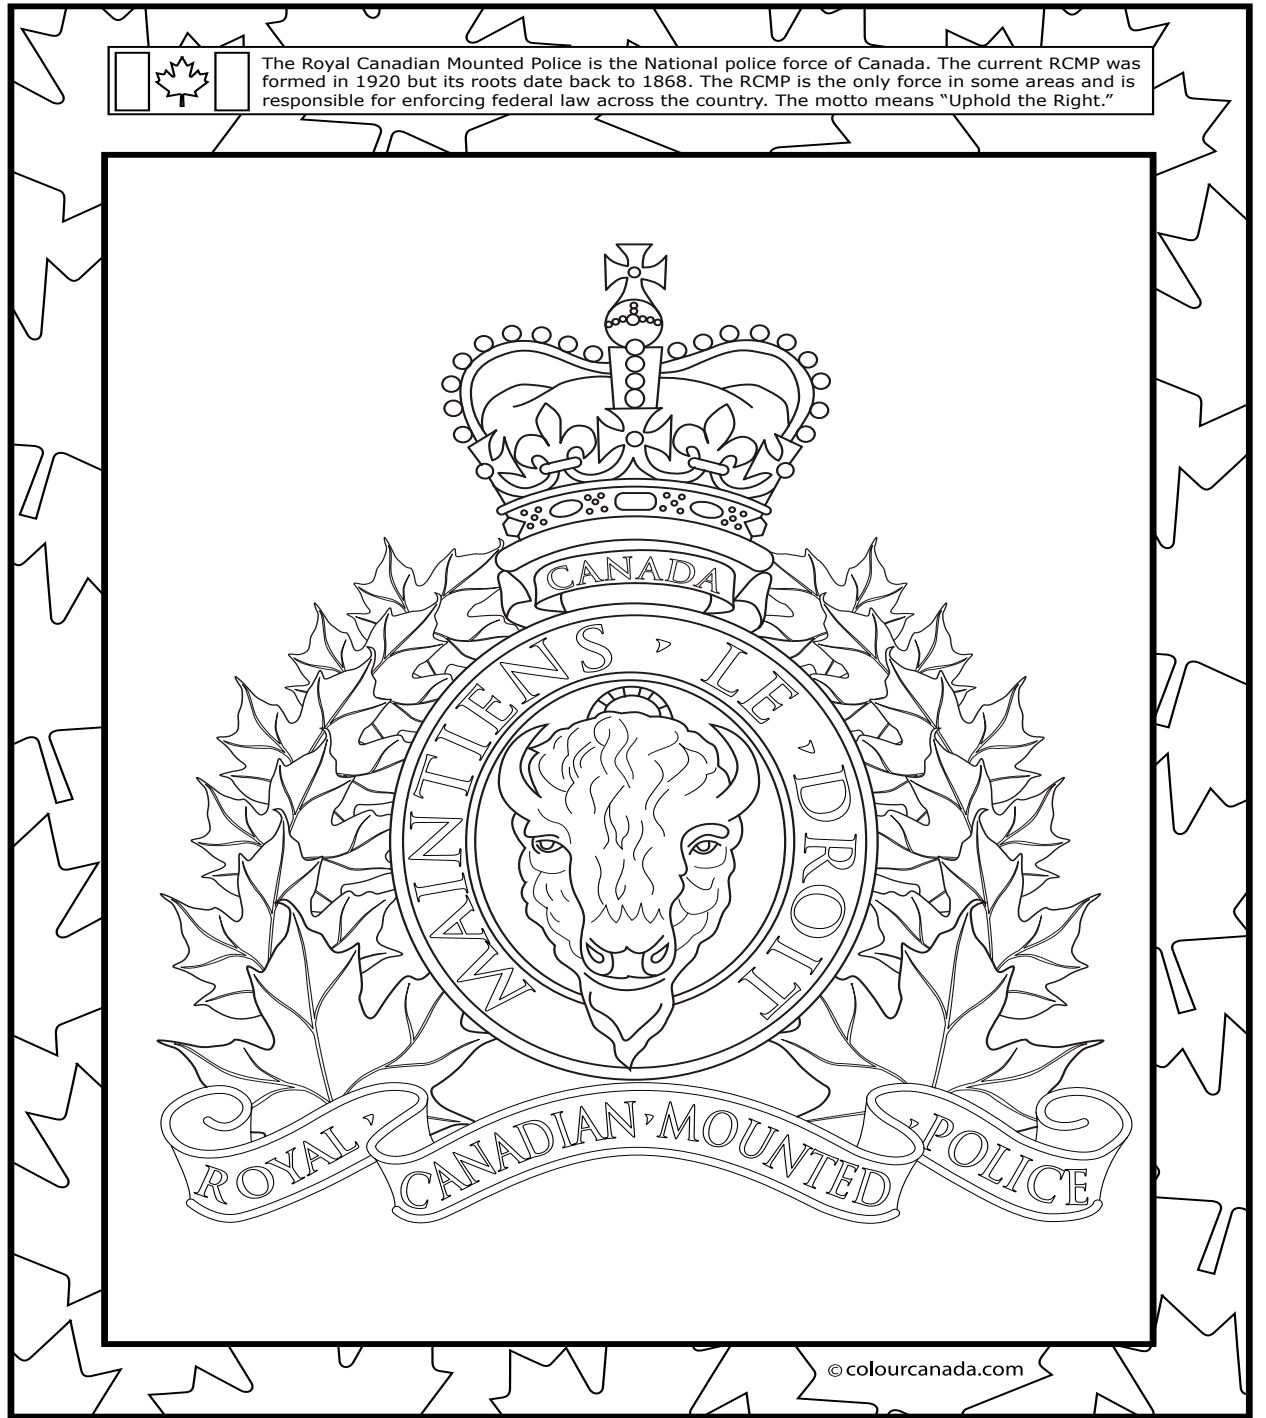 The Royal Canadian Mounted Police is the National police force of Canada. The current RCMP was
formed in 1920 but its roots date back to 1868. The RCMP is the only force in some areas and is
responsible for enforcing federal law across the country. The motto means “Uphold the Right.”
CANADA
MAINTIENS LE DROIT
ROYAL CANADIAN MOUNTED POLICE
© colourcanada.com